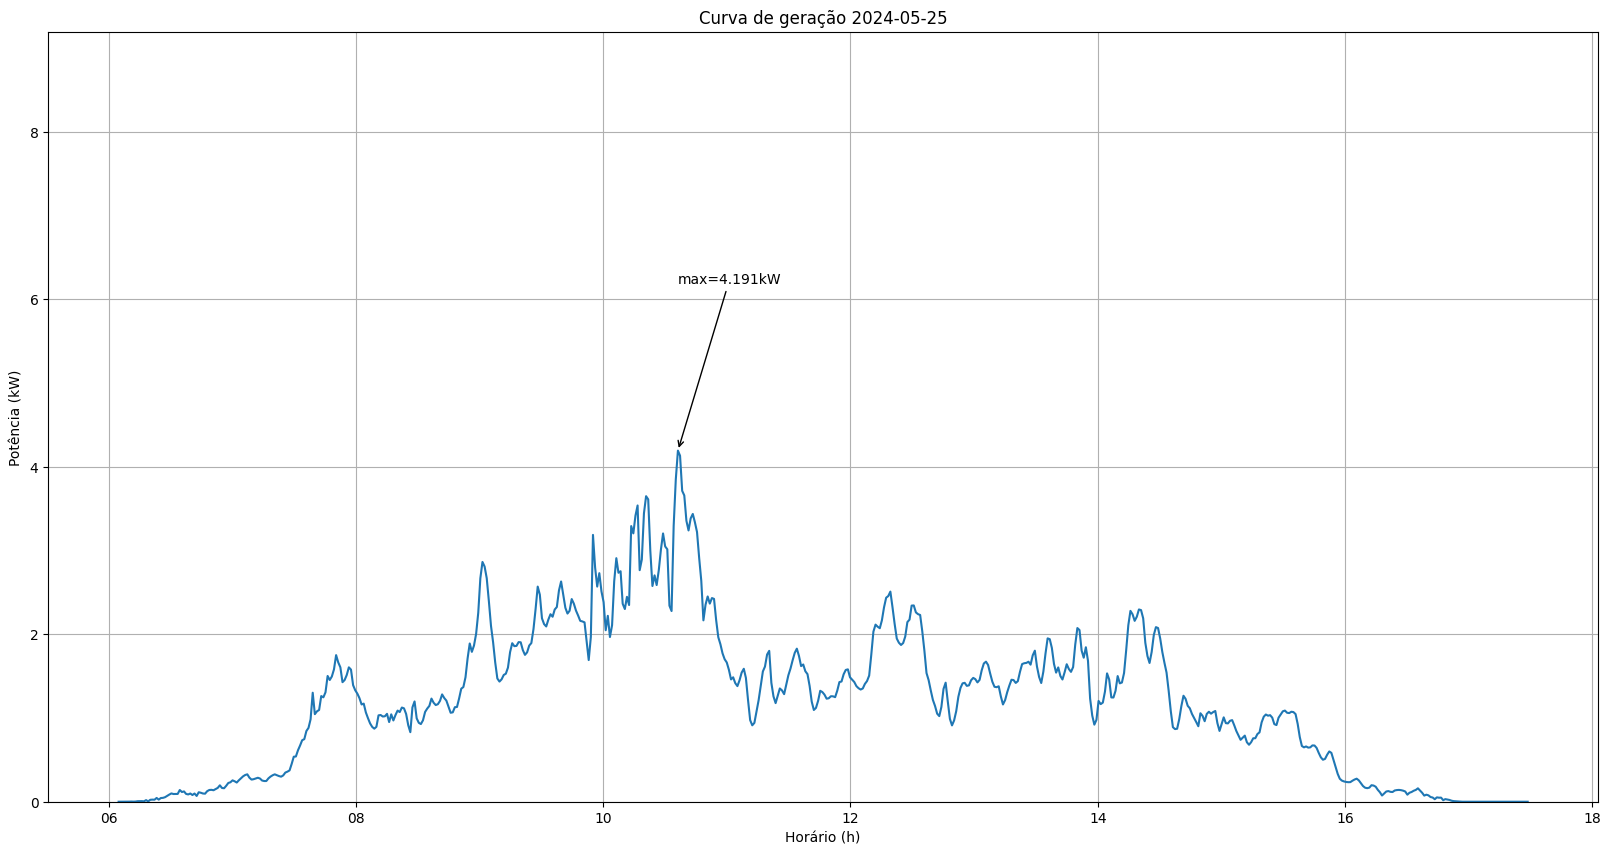 Curva de geração 2024-05-25
Potência (kW)
8
6
4
2
0
max=4.191kW
06 08 10 12 14 16 18
Horário (h)